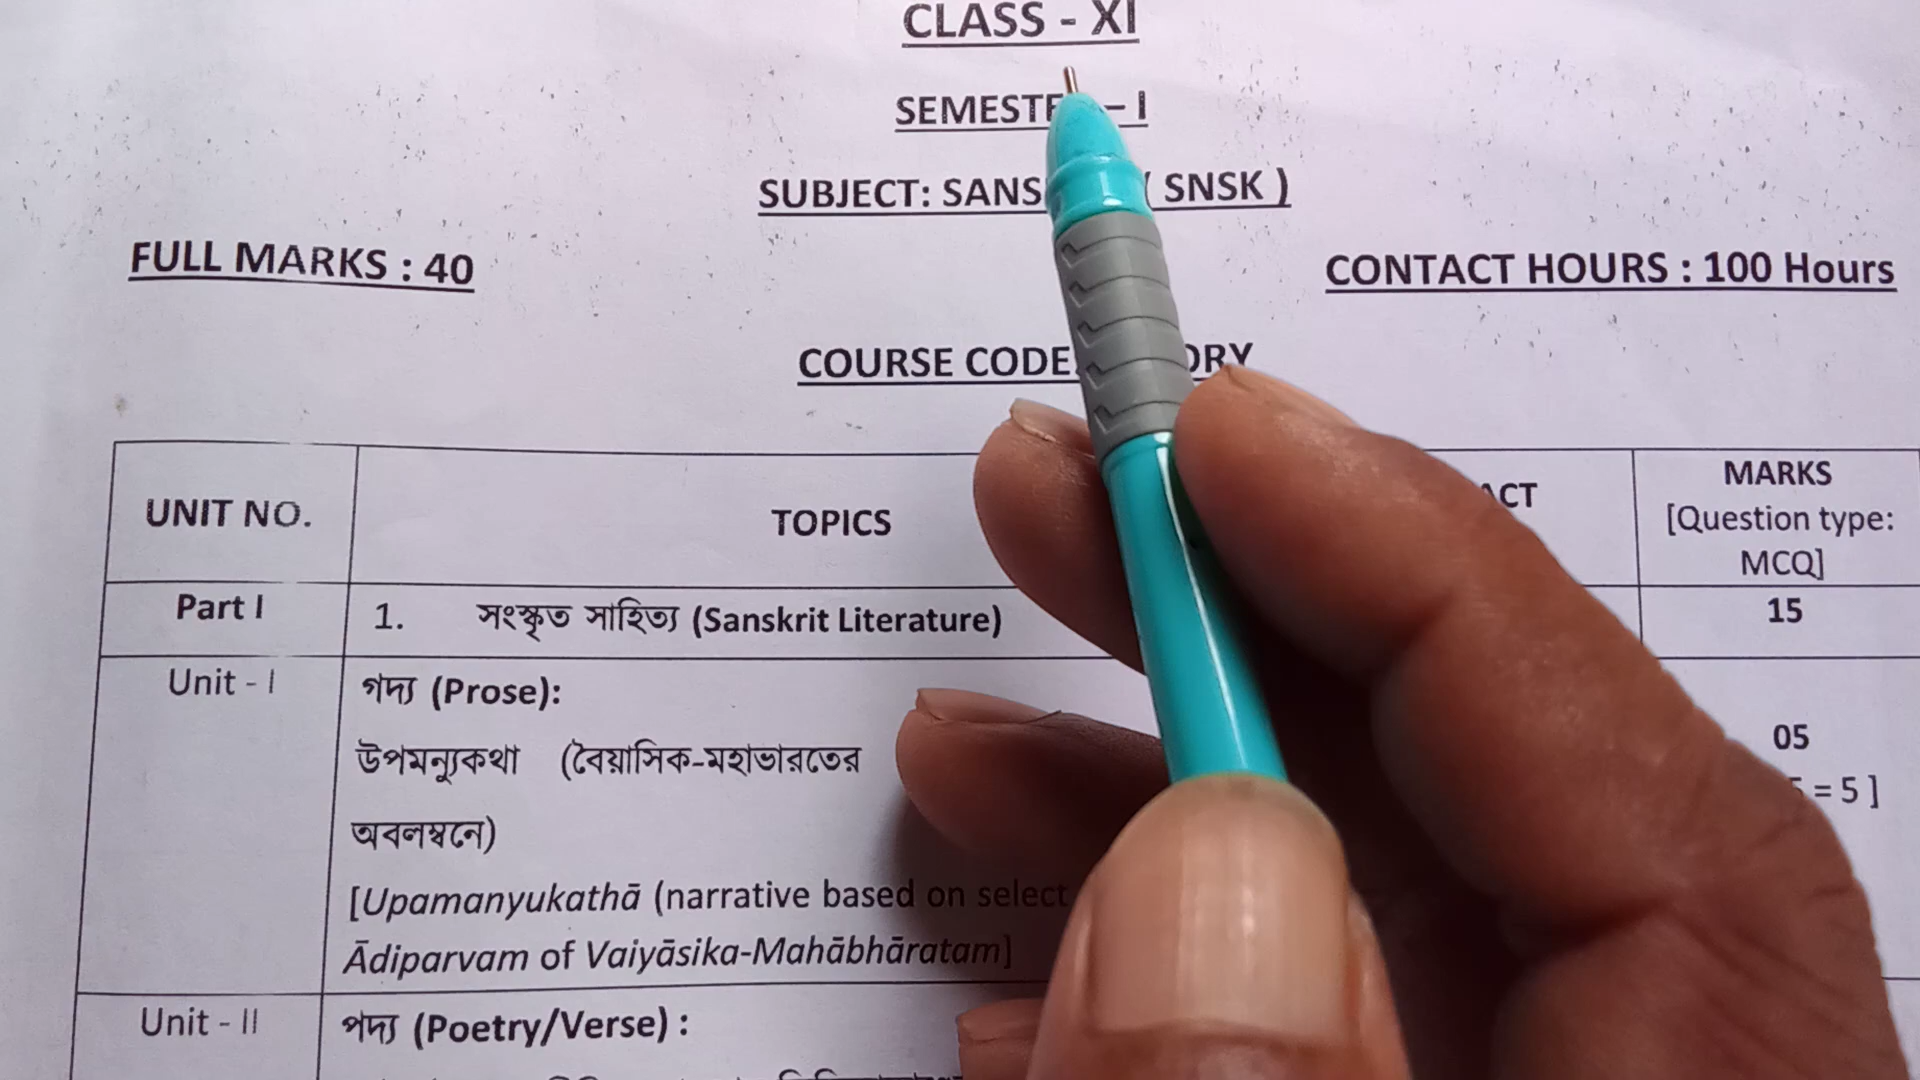 CLASS - XI
SEMESTE – I
SUBJECT: SANS ( SNSK )
FULL MARKS : 40
CONTACT HOURS : 100 Hours
COURSE CODE ORY
UNIT NO.
TOPICS
ACT
MARKS
[Question type:
MCQ]
Part I
1. সংস্কৃত সাহিত্য (Sanskrit Literature)
15
Unit - I
গদ্য (Prose):
উপমন্যুকথা (বৈয়াসিক-মহাভারতের
অবলম্বনে)
[Upamanyukathā (narrative based on select
Ādiparvam of Vaiyāsika-Mahābhāratam]
05
5 = 5 ]
Unit - II
পদ্য (Poetry/Verse) :